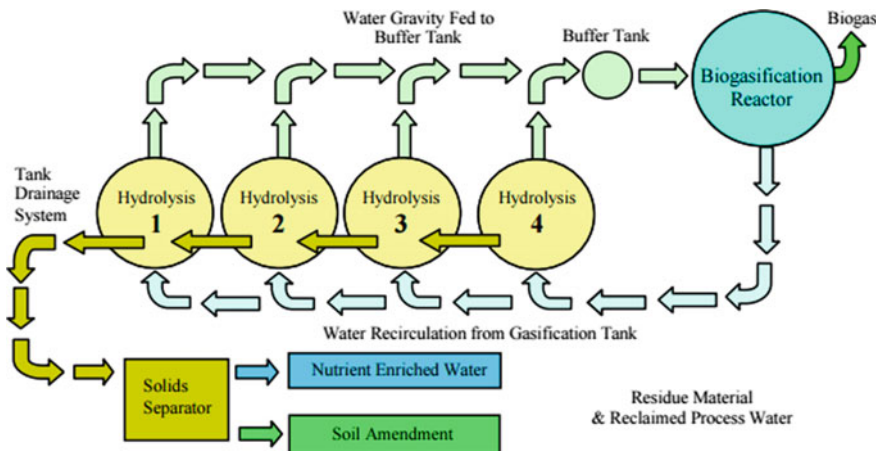 Water Gravity Fed to
Buffer Tank
Buffer Tank
Biogas
Biogasification
Reactor
Tank
Drainage
System
Hydrolysis
1
Hydrolysis
2
Hydrolysis
3
Hydrolysis
4
Water Recirculation from Gasification Tank
Solids
Separator
Nutrient Enriched Water
Soil Amendment
Residue Material
& Reclaimed Process Water